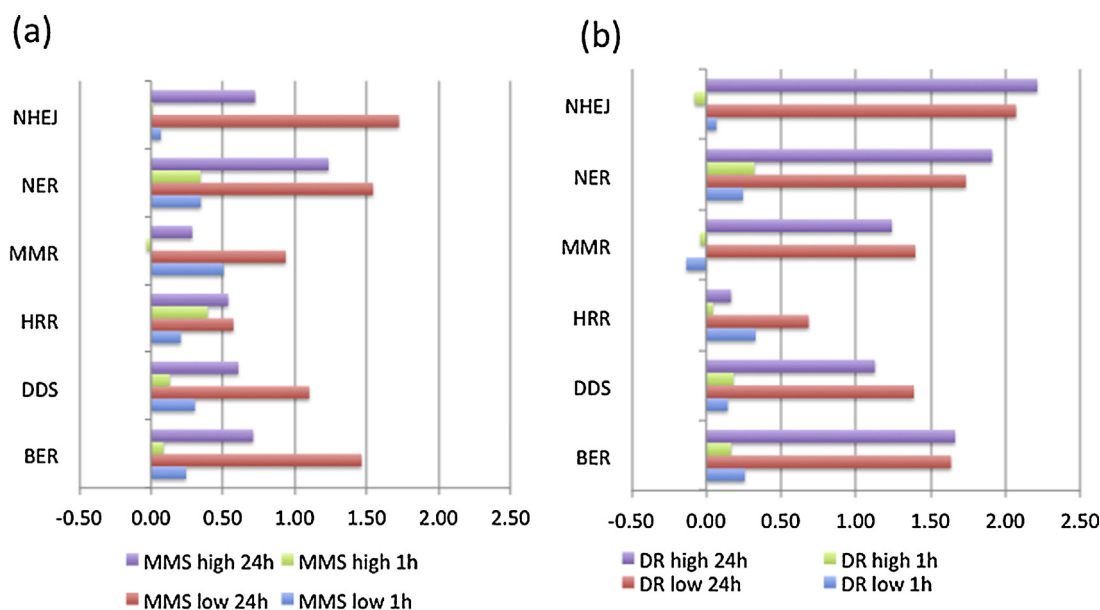 (a)
NHEJ
NER
MMR
HRR
DDS
BER
-0.50 0.00 0.50 1.00 1.50 2.00 2.50
MMS high 24h MMS high 1h
MMS low 24h MMS low 1h
(b)
NHEJ
NER
MMR
HRR
DDS
BER
-0.50 0.00 0.50 1.00 1.50 2.00 2.50
DR high 24h DR high 1h
DR low 24h DR low 1h